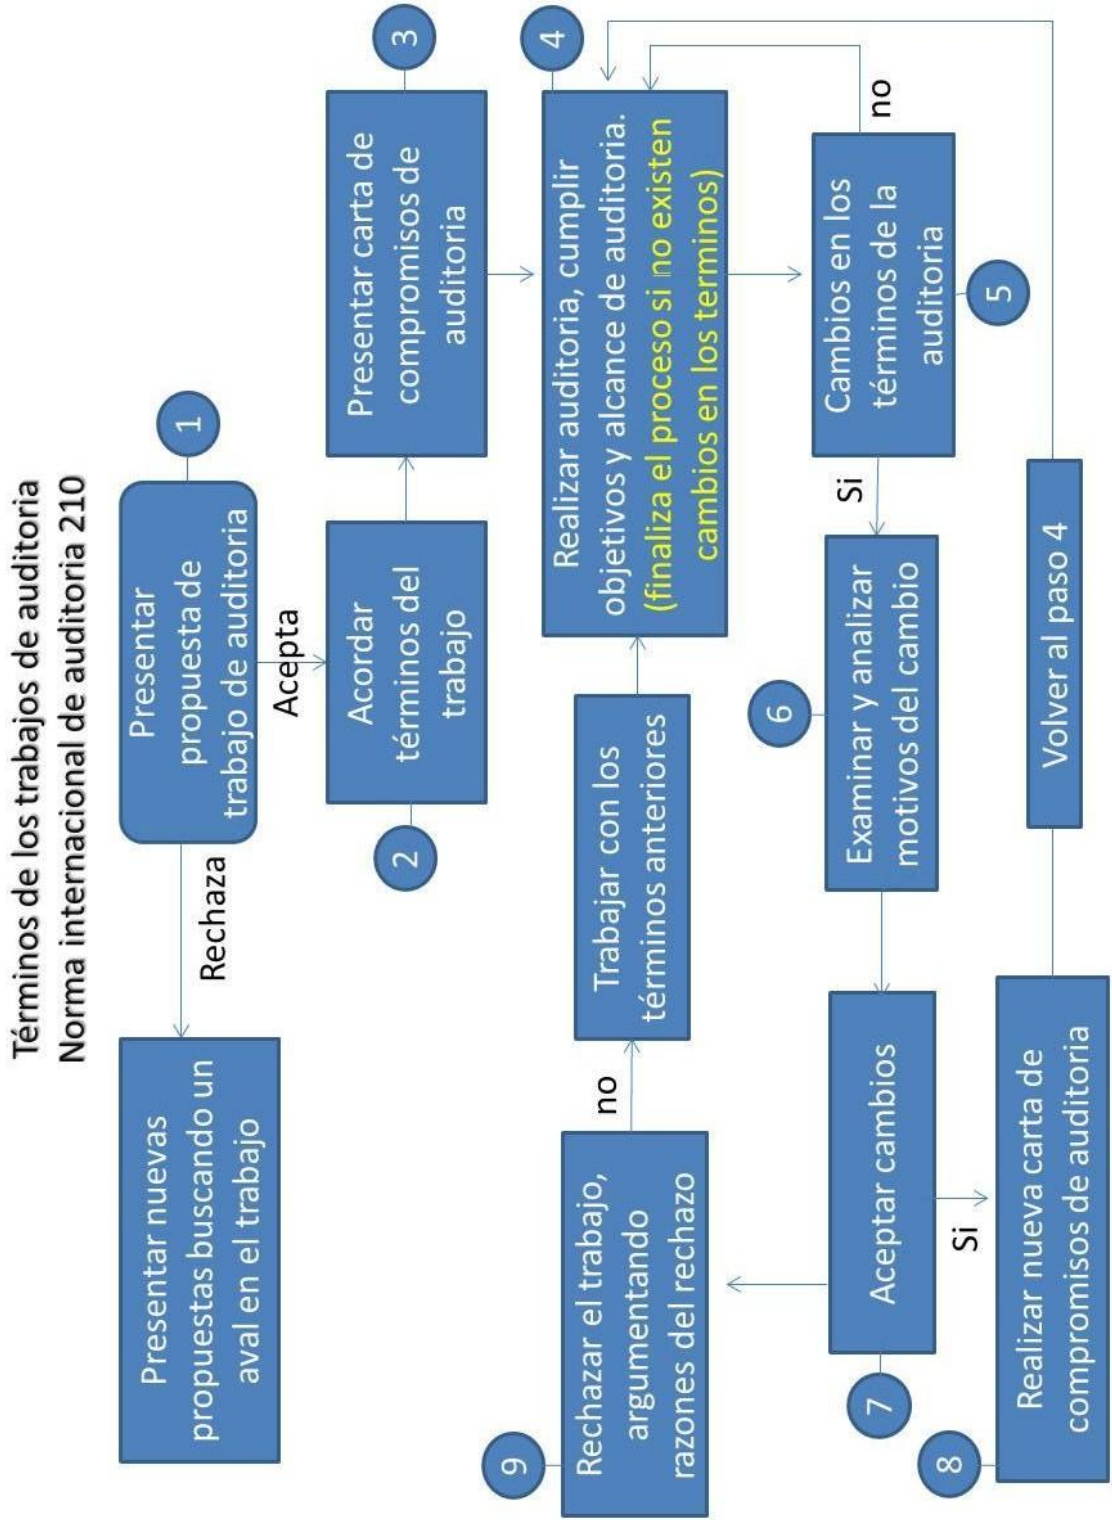 Términos de los trabajos de auditoria
Norma internacional de auditoria 210
Presentar nuevas
propuestas buscando un
aval en el trabajo
Rechaza
Presentar
propuesta de
trabajo de auditoria
1
Acepta
2
Acordar
términos del
trabajo
Presentar carta de
compromisos de
auditoria
3
9
Rechazar el trabajo,
argumentando
razones del rechazo
no
Trabajar con los
términos anteriores
Realizar auditoria, cumplir
objetivos y alcance de auditoria.
(finaliza el proceso si no existen
cambios en los terminos)
4
7
Aceptar cambios
6
Examinar y analizar
motivos del cambio
Si
Cambios en los
términos de la
auditoria
no
5
Si
8
Realizar nueva carta de
compromisos de auditoria
Volver al paso 4